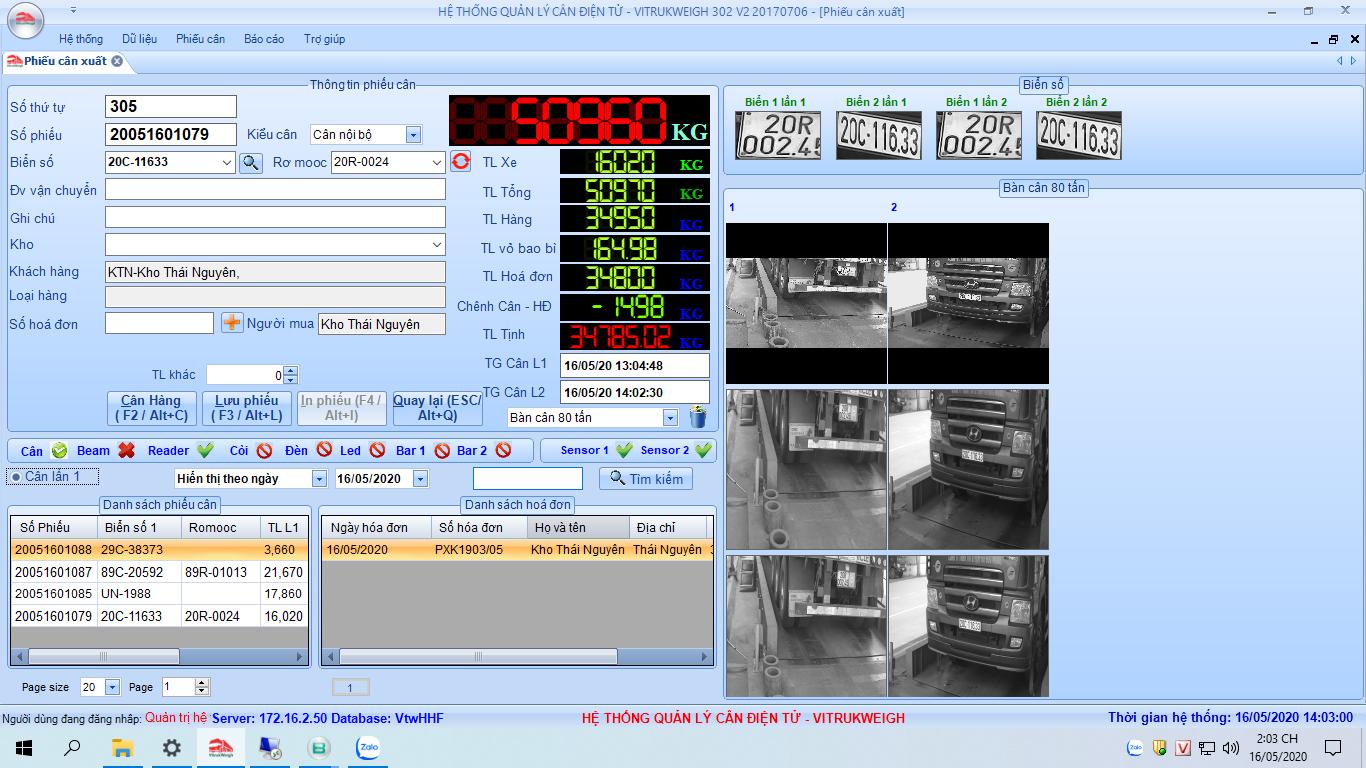 HỆ THỐNG QUẢN LÝ CÂN ĐIỆN TỬ - VITRUKWEIGH 302 V2 20170706 - [Phiếu cân xuất]
Hệ thống Dữ liệu Phiếu cân Báo cáo Trợ giúp
Phiếu cân xuất
Thông tin phiếu cân
Số thứ tự 305
50960 KG
Số phiếu 20051601079 Kiểu cân Cân nội bộ
Biển số 20C-11633 Rơ mooc 20R-0024
TL Xe 16020 KG
Đv vận chuyển
TL Tổng 50970 KG
Ghi chú
TL Hàng 34950 KG
Kho
TL vỏ bao bì 164.98 KG
Khách hàng KTN-Kho Thái Nguyên,
TL Hoá đơn 34800 KG
Loại hàng
Chênh Cân - HĐ -14.98 KG
Số hoá đơn Người mua Kho Thái Nguyên
TL Tịnh 34785.02 KG
TG Cân L1 16/05/20 13:04:48
TL khác 0
TG Cân L2 16/05/20 14:02:30
Cân Hàng ( F2 / Alt+C)
Lưu phiếu ( F3 / Alt+L)
In phiếu (F4 / Alt+I)
Quay lại (ESC/ Alt+Q)
Bàn cân 80 tấn
Cân Beam Reader Còi Đèn Led Bar 1 Bar 2 Sensor 1 Sensor 2
Cân lần 1 Hiển thị theo ngày 16/05/2020 Tìm kiếm
Danh sách phiếu cân
Số Phiếu Biển số 1 Romooc TL L1
20051601088 29C-38373 3,660
20051601087 89C-20592 89R-01013 21,670
20051601085 UN-1988 17,860
20051601079 20C-11633 20R-0024 16,020
Danh sách hoá đơn
Ngày hóa đơn Số hóa đơn Họ và tên Địa chỉ
16/05/2020 PXK1903/05 Kho Thái Nguyên Thái Nguyên
Page size 20 Page 1
1
Biển số
Biển 1 lần 1 Biển 2 lần 1 Biển 1 lần 2 Biển 2 lần 2
20R
002.4
20C-116.33
20R
002.4
20C-116.33
Bàn cân 80 tấn
1 2
Người dùng đang đăng nhập: Quản trị hệ Server: 172.16.2.50 Database: VtwHHF
HỆ THỐNG QUẢN LÝ CÂN ĐIỆN TỬ - VITRUKWEIGH
Thời gian hệ thống: 16/05/2020 14:03:00
Zalo
Zalo
2:03 CH
16/05/2020